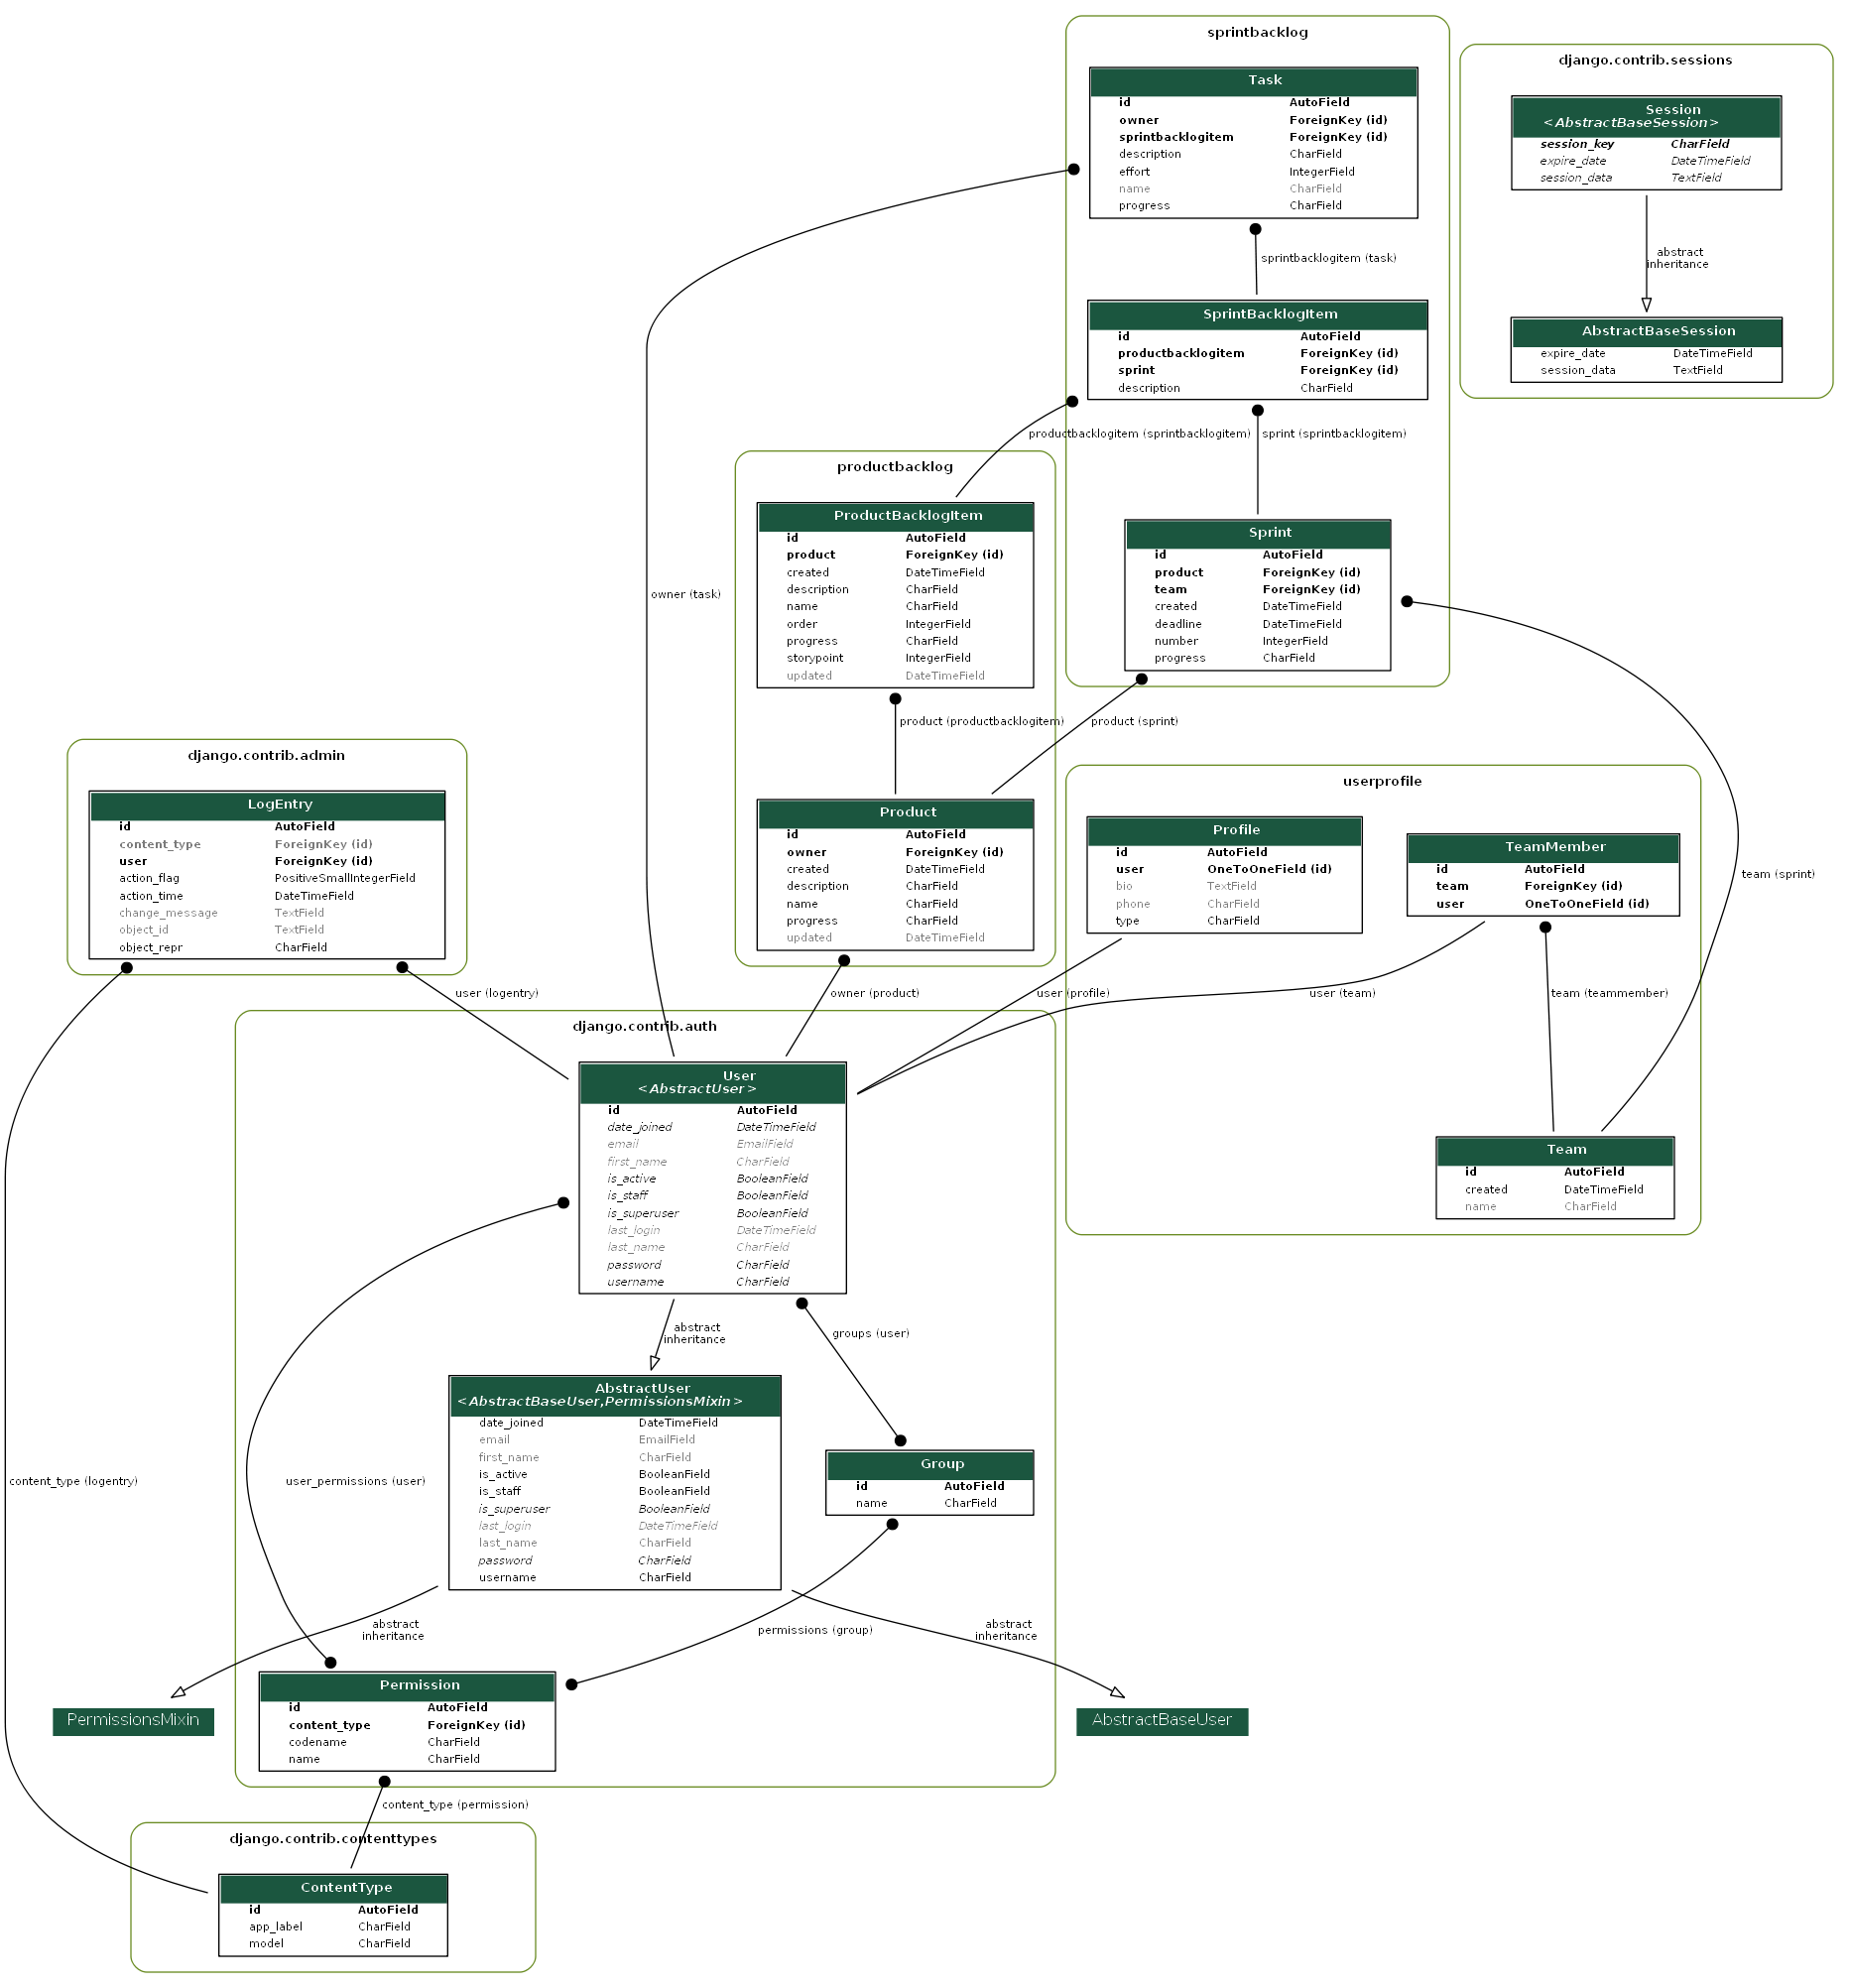 sprintbacklog
Task
id AutoField
owner ForeignKey (id)
sprintbacklogitem ForeignKey (id)
description CharField
effort IntegerField
name CharField
progress CharField
sprintbacklogitem (task)
SprintBacklogItem
id AutoField
productbacklogitem ForeignKey (id)
sprint ForeignKey (id)
description CharField
productbacklogitem (sprintbacklogitem)
sprint (sprintbacklogitem)
Sprint
id AutoField
product ForeignKey (id)
team ForeignKey (id)
created DateTimeField
deadline DateTimeField
number IntegerField
progress CharField
django.contrib.sessions
Session
<AbstractBaseSession>
session_key CharField
expire_date DateTimeField
session_data TextField
abstract
inheritance
AbstractBaseSession
expire_date DateTimeField
session_data TextField
productbacklog
ProductBacklogItem
id AutoField
product ForeignKey (id)
created DateTimeField
description CharField
name CharField
order IntegerField
progress CharField
storypoint IntegerField
updated DateTimeField
owner (task)
product (productbacklogitem)
product (sprint)
Product
id AutoField
owner ForeignKey (id)
created DateTimeField
description CharField
name CharField
progress CharField
updated DateTimeField
django.contrib.admin
LogEntry
id AutoField
content_type ForeignKey (id)
user ForeignKey (id)
action_flag PositiveSmallIntegerField
action_time DateTimeField
change_message TextField
object_id TextField
object_repr CharField
userprofile
Profile
id AutoField
user OneToOneField (id)
bio TextField
phone CharField
type CharField
TeamMember
id AutoField
team ForeignKey (id)
user OneToOneField (id)
team (sprint)
user (logentry)
owner (product)
user (profile)
user (team)
team (teammember)
Team
id AutoField
created DateTimeField
name CharField
django.contrib.auth
User
<AbstractUser>
id AutoField
date_joined DateTimeField
email EmailField
first_name CharField
is_active BooleanField
is_staff BooleanField
is_superuser BooleanField
last_login DateTimeField
last_name CharField
password CharField
username CharField
abstract
inheritance
groups (user)
AbstractUser
<AbstractBaseUser,PermissionsMixin>
date_joined DateTimeField
email EmailField
first_name CharField
is_active BooleanField
is_staff BooleanField
is_superuser BooleanField
last_login DateTimeField
last_name CharField
password CharField
username CharField
Group
id AutoField
name CharField
content_type (logentry)
user_permissions (user)
abstract
inheritance
permissions (group)
abstract
inheritance
PermissionsMixin
Permission
id AutoField
content_type ForeignKey (id)
codename CharField
name CharField
AbstractBaseUser
content_type (permission)
django.contrib.contenttypes
ContentType
id AutoField
app_label CharField
model CharField